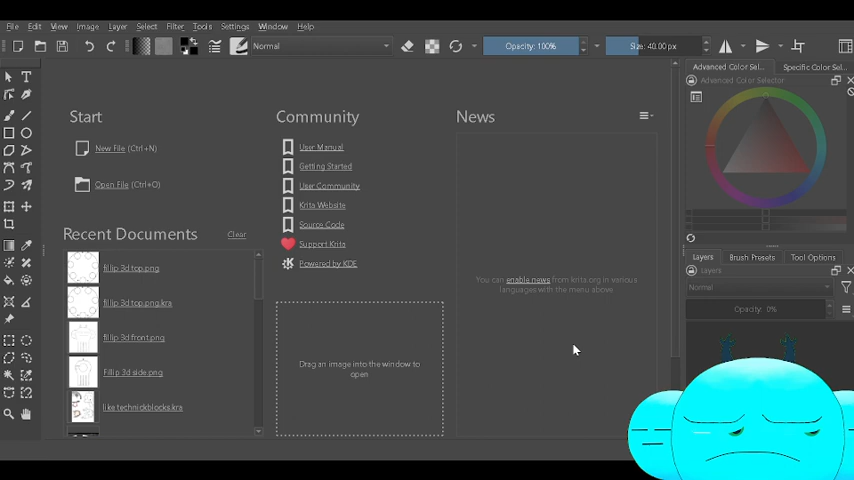 File Edit View Image Layer Select Filter Tools Settings Window Help
Normal Opacity: 100% Size: 40.00 px
Advanced Color Sel... Specific Color Sel...
Advanced Color Selector
Start
New File (Ctrl+N)
Open File (Ctrl+O)
Recent Documents Clear
fillip 3d top.png
fillip 3d top.png.kra
fillip 3d front.png
Fillip 3d side.png
like technickblocks.kra
Community
User Manual
Getting Started
User Community
Krita Website
Source Code
Support Krita
Powered by KDE
Drag an image into the window to
open
News
You can enable news from krita.org in various
languages with the menu above
Layers Brush Presets Tool Options
Layers
Normal
Opacity: 0%